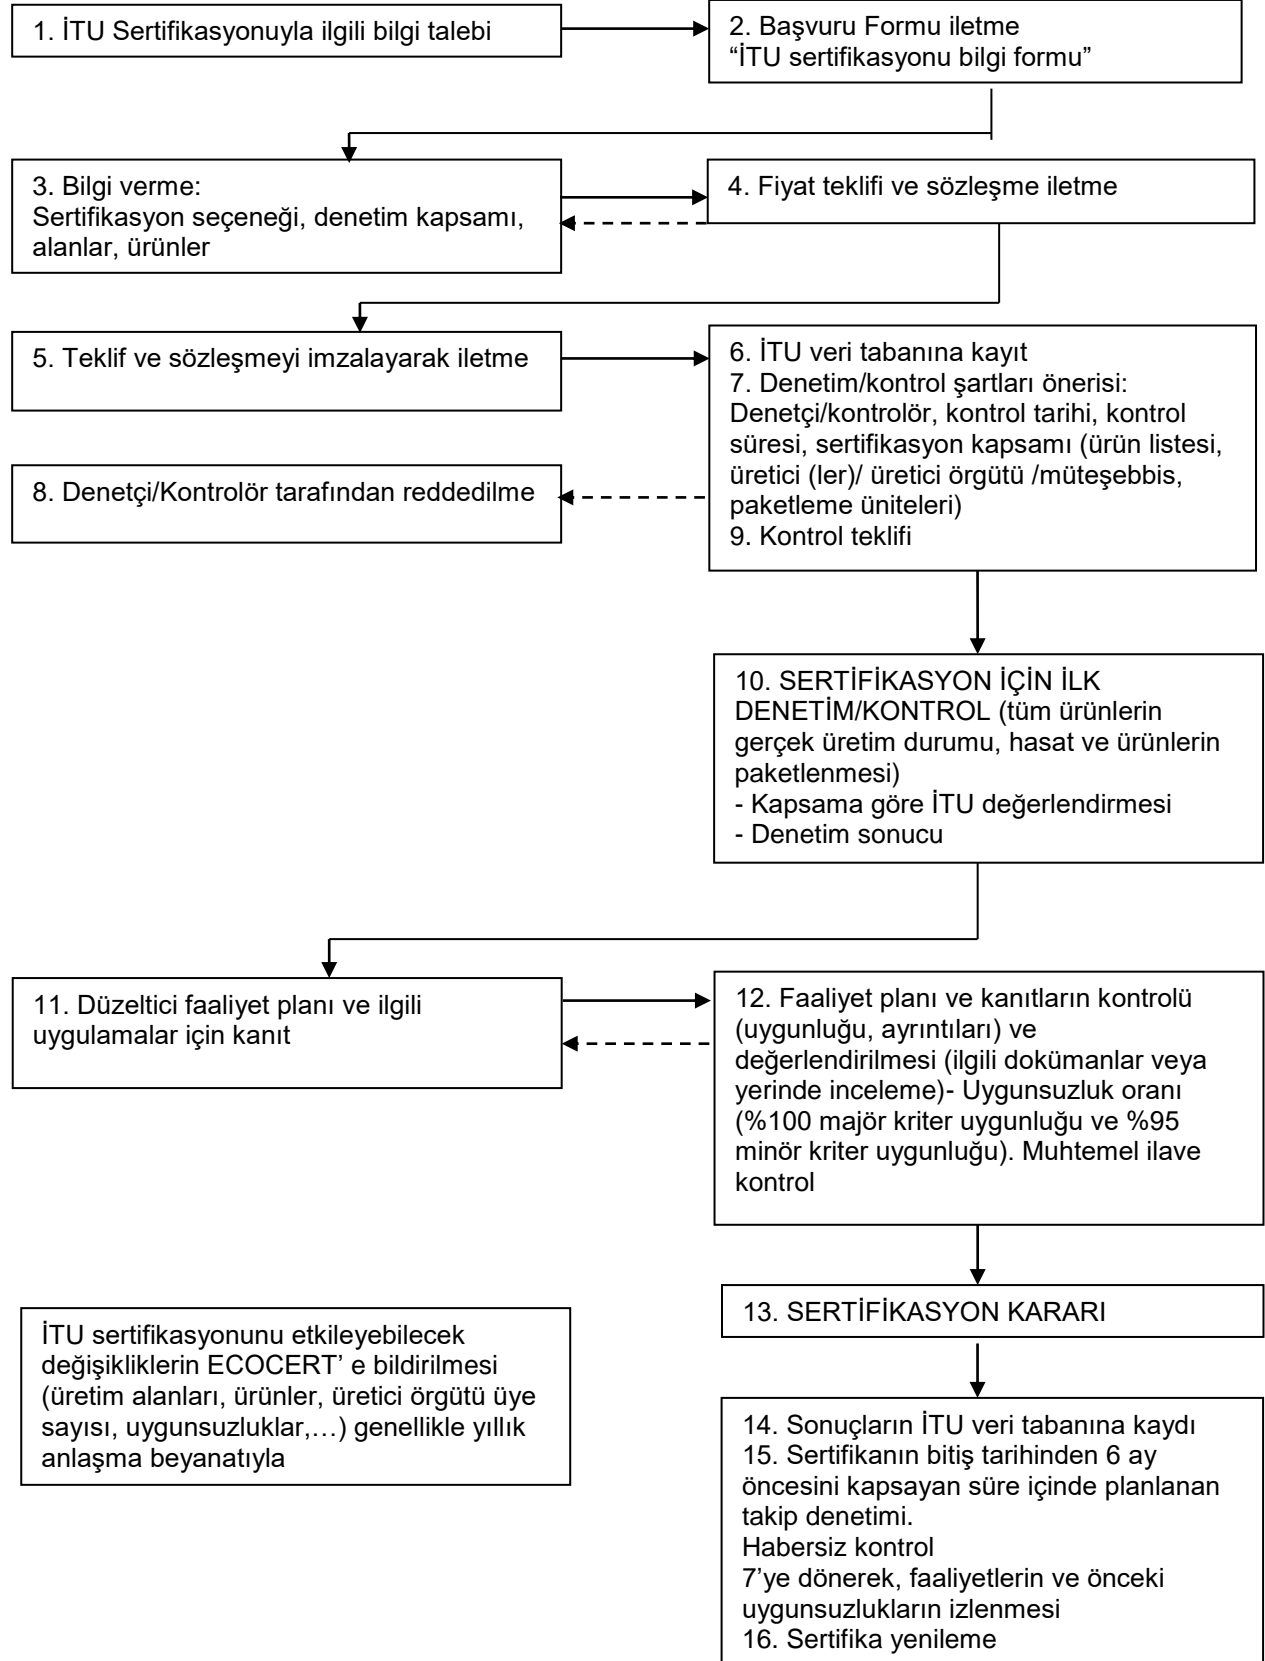 1. İTU Sertifikasyonuyla ilgili bilgi talebi
2. Başvuru Formu iletme
“İTU sertifikasyonu bilgi formu”
3. Bilgi verme:
Sertifikasyon seçeneği, denetim kapsamı,
alanlar, ürünler
4. Fiyat teklifi ve sözleşme iletme
5. Teklif ve sözleşmeyi imzalayarak iletme
6. İTU veri tabanına kayıt
7. Denetim/kontrol şartları önerisi:
Denetçi/kontrolör, kontrol tarihi, kontrol
süresi, sertifikasyon kapsamı (ürün listesi,
üretici (ler)/ üretici örgütü /müteşebbis,
paketleme üniteleri)
9. Kontrol teklifi
8. Denetçi/Kontrolör tarafından reddedilme
10. SERTİFİKASYON İÇİN İLK
DENETİM/KONTROL (tüm ürünlerin
gerçek üretim durumu, hasat ve ürünlerin
paketlenmesi)
- Kapsama göre İTU değerlendirmesi
- Denetim sonucu
11. Düzeltici faaliyet planı ve ilgili
uygulamalar için kanıt
12. Faaliyet planı ve kanıtların kontrolü
(uygunluğu, ayrıntıları) ve
değerlendirilmesi (ilgili dokümanlar veya
yerinde inceleme)- Uygunsuzluk oranı
(%100 majör kriter uygunluğu ve %95
minör kriter uygunluğu). Muhtemel ilave
kontrol
13. SERTİFİKASYON KARARI
İTU sertifikasyonunu etkileyebilecek
değişikliklerin ECOCERT’ e bildirilmesi
(üretim alanları, ürünler, üretici örgütü üye
sayısı, uygunsuzluklar,…) genellikle yıllık
anlaşma beyanatıyla
14. Sonuçların İTU veri tabanına kaydı
15. Sertifikanın bitiş tarihinden 6 ay
öncesini kapsayan süre içinde planlanan
takip denetimi.
Habersiz kontrol
7’ye dönerek, faaliyetlerin ve önceki
uygunsuzlukların izlenmesi
16. Sertifika yenileme